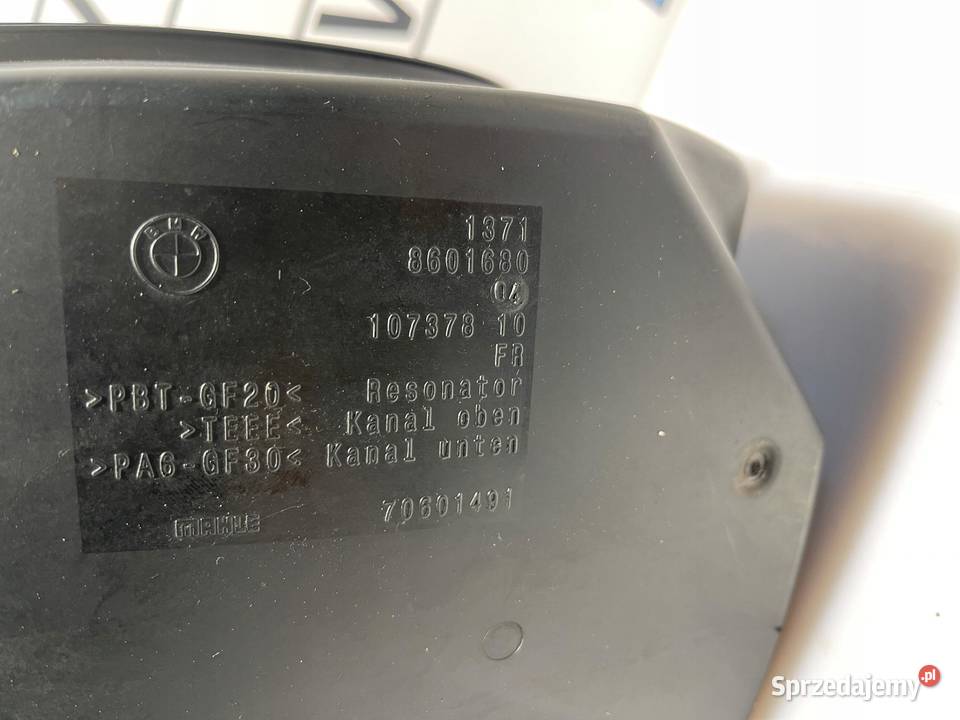 BMW
1371
8601680
04
107378 10
FR
>PBT-GF20< Resonator
>TEEE< Kanal oben
>PA6-GF30< Kanal unten
MAHLE 70601491
Sprzedajemy.pl